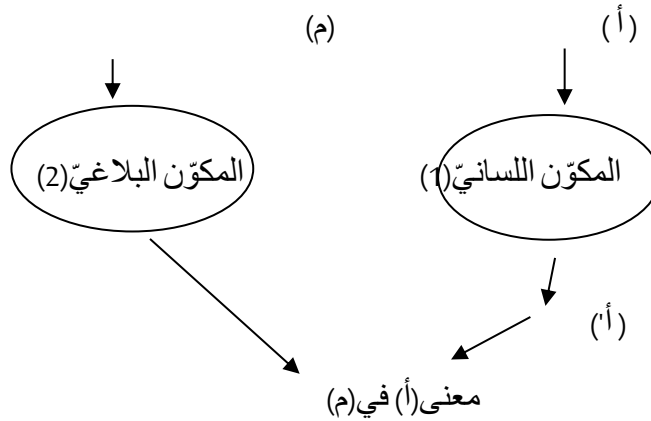 (أ) (م)
المكوّن اللسانيّ(1) المكوّن البلاغيّ(2)
(أ')
معنى(أ) في(م)